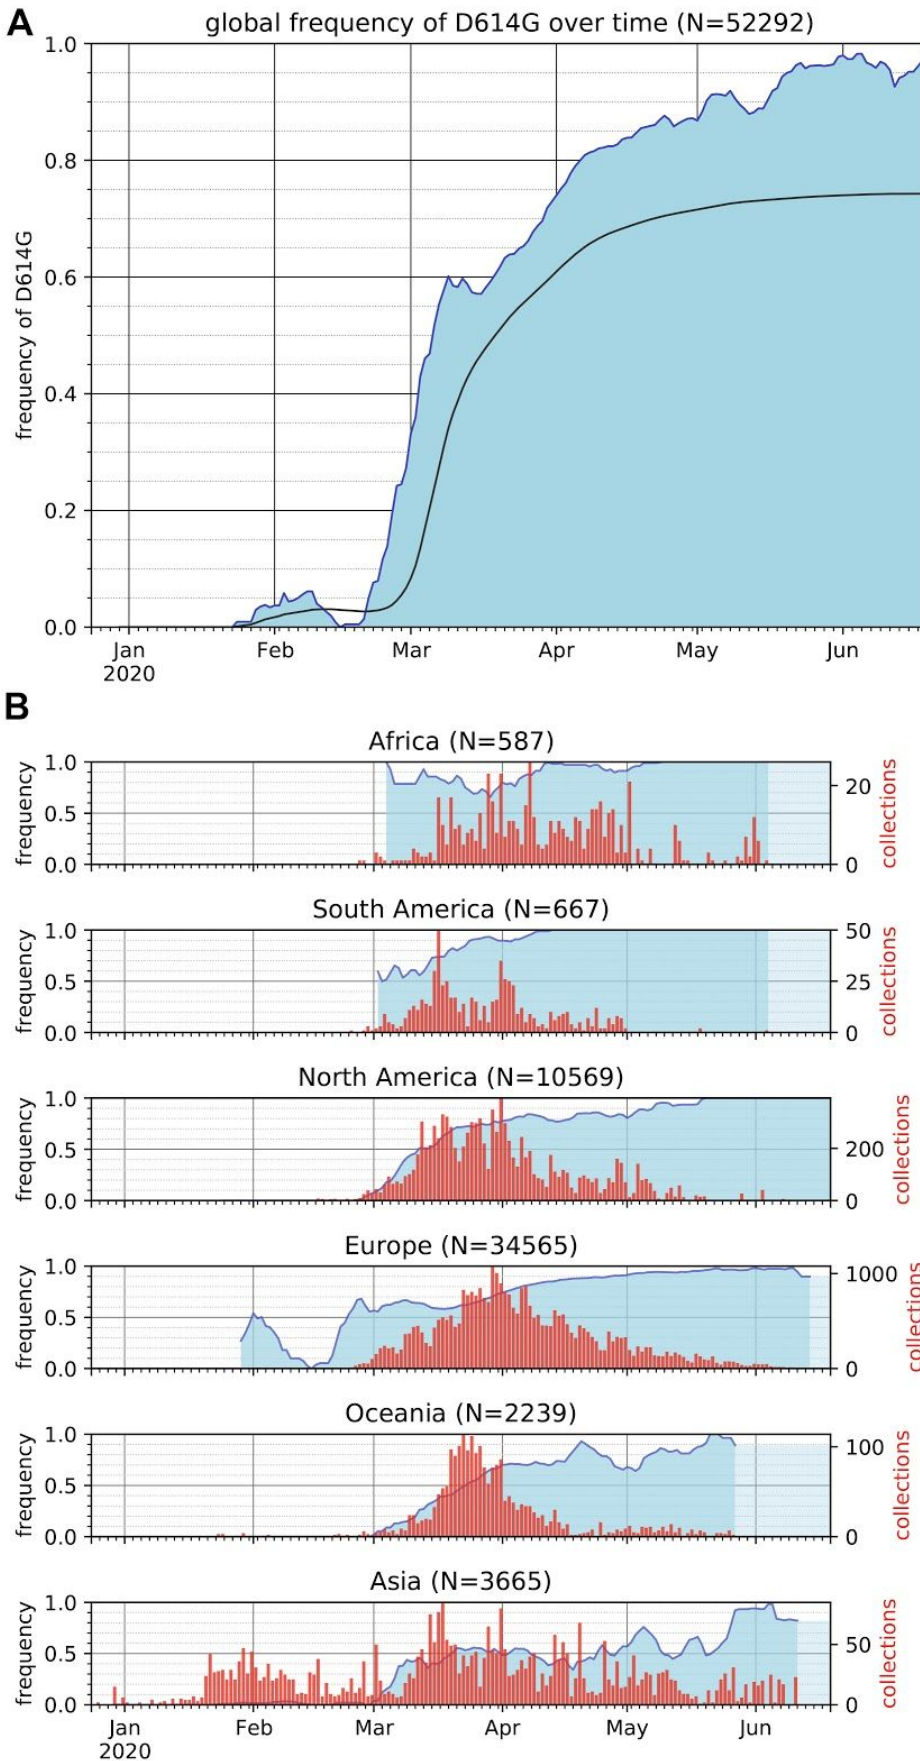 A
global frequency of D614G over time (N=52292)
1.0
0.8
0.6
0.4
0.2
0.0
frequency of D614G
Jan Feb Mar Apr May Jun
2020
B
Africa (N=587)
1.0
0.5
0.0
frequency
20
0
collections
South America (N=667)
1.0
0.5
0.0
frequency
50
25
0
collections
North America (N=10569)
1.0
0.5
0.0
frequency
200
0
collections
Europe (N=34565)
1.0
0.5
0.0
frequency
1000
0
collections
Oceania (N=2239)
1.0
0.5
0.0
frequency
100
0
collections
Asia (N=3665)
1.0
0.5
0.0
frequency
50
0
collections
Jan Feb Mar Apr May Jun
2020